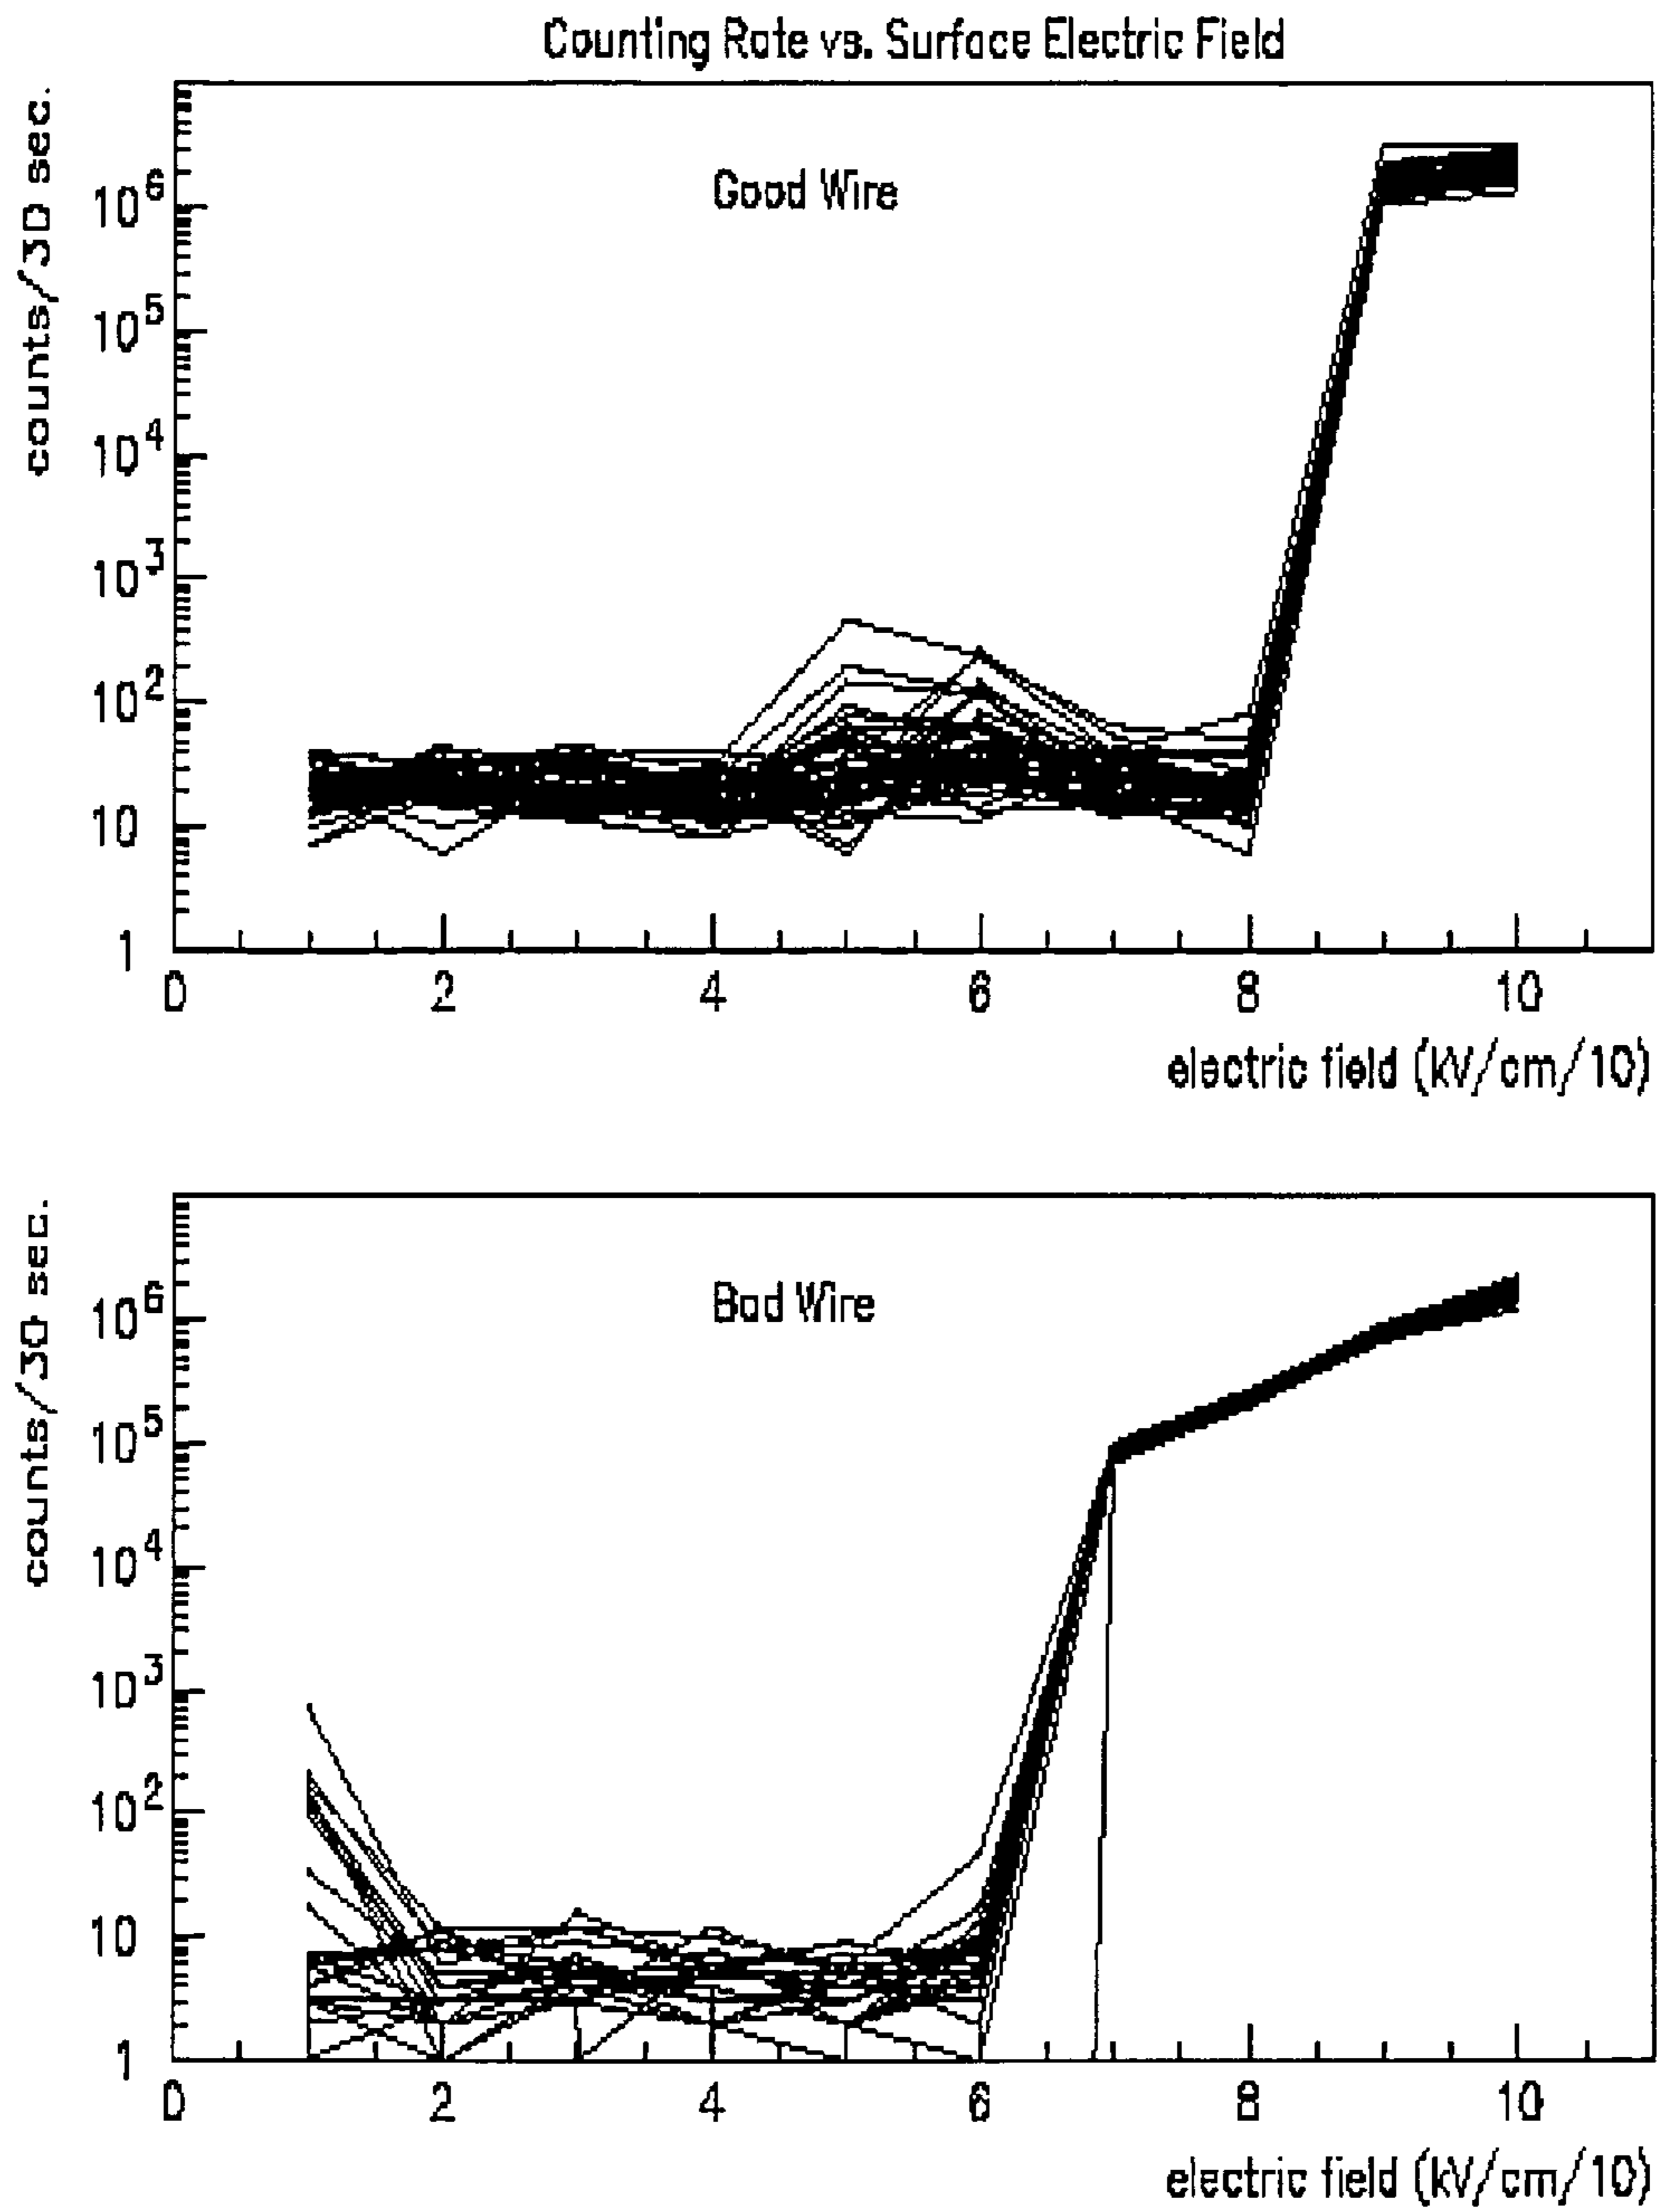 Counting Rate vs. Surface Electric Field
counts/30 sec.
Good Wire
10^6
10^5
10^4
10^3
10^2
10
1
0 2 4 6 8 10
electric field (kV/cm/10)
counts/30 sec.
Bad Wire
10^6
10^5
10^4
10^3
10^2
10
1
0 2 4 6 8 10
electric field (kV/cm/10)